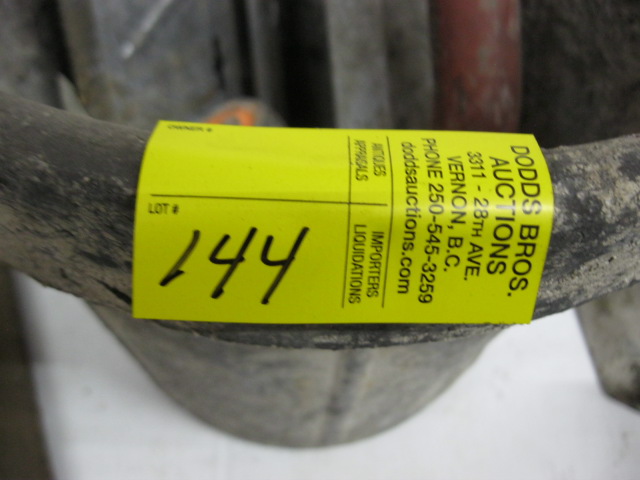 OWNER #
LOT #
144
ANTIQUES
APPRAISALS
IMPORTERS
LIQUIDATIONS
DODDS BROS.
AUCTIONS
3311 - 28TH AVE.
VERNON, B.C.
PHONE 250-545-3259
doddsauctions.com